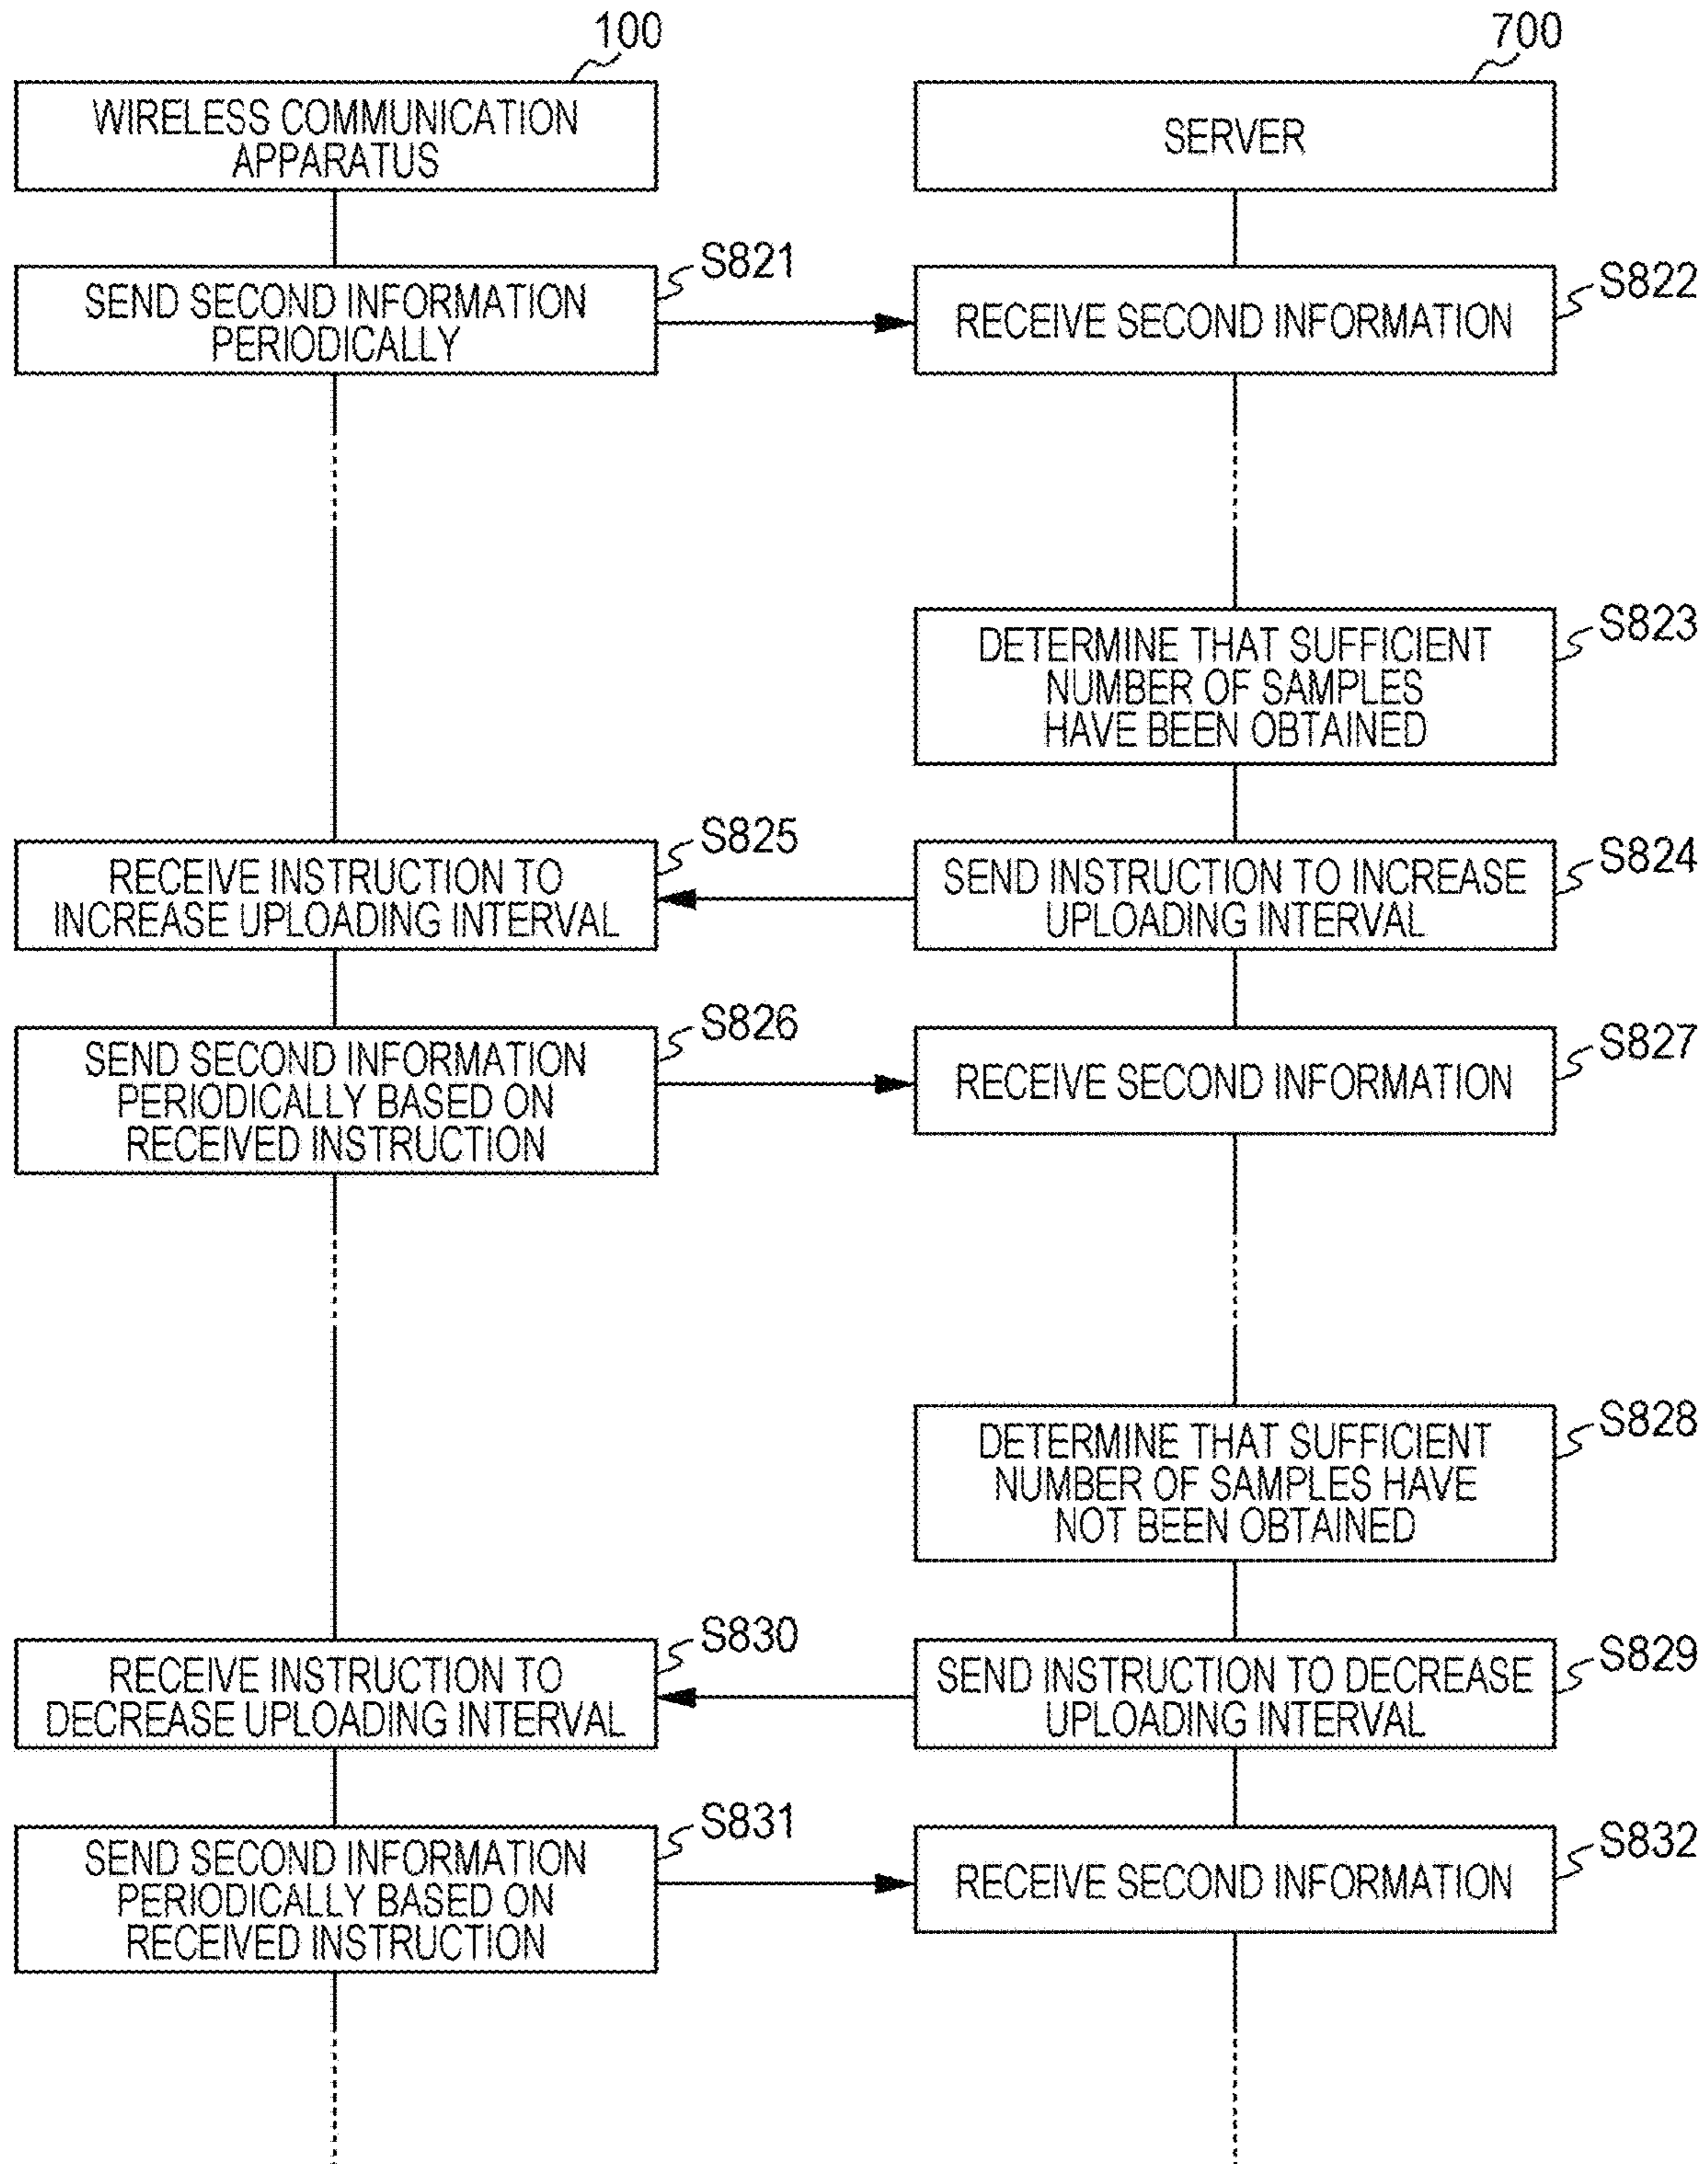 100
700
WIRELESS COMMUNICATION
APPARATUS
SERVER
S821
SEND SECOND INFORMATION
PERIODICALLY
S822
RECEIVE SECOND INFORMATION
S823
DETERMINE THAT SUFFICIENT
NUMBER OF SAMPLES
HAVE BEEN OBTAINED
S825
RECEIVE INSTRUCTION TO
INCREASE UPLOADING INTERVAL
S824
SEND INSTRUCTION TO INCREASE
UPLOADING INTERVAL
S826
SEND SECOND INFORMATION
PERIODICALLY BASED ON
RECEIVED INSTRUCTION
S827
RECEIVE SECOND INFORMATION
S828
DETERMINE THAT SUFFICIENT
NUMBER OF SAMPLES HAVE
NOT BEEN OBTAINED
S830
RECEIVE INSTRUCTION TO
DECREASE UPLOADING INTERVAL
S829
SEND INSTRUCTION TO DECREASE
UPLOADING INTERVAL
S831
SEND SECOND INFORMATION
PERIODICALLY BASED ON
RECEIVED INSTRUCTION
S832
RECEIVE SECOND INFORMATION